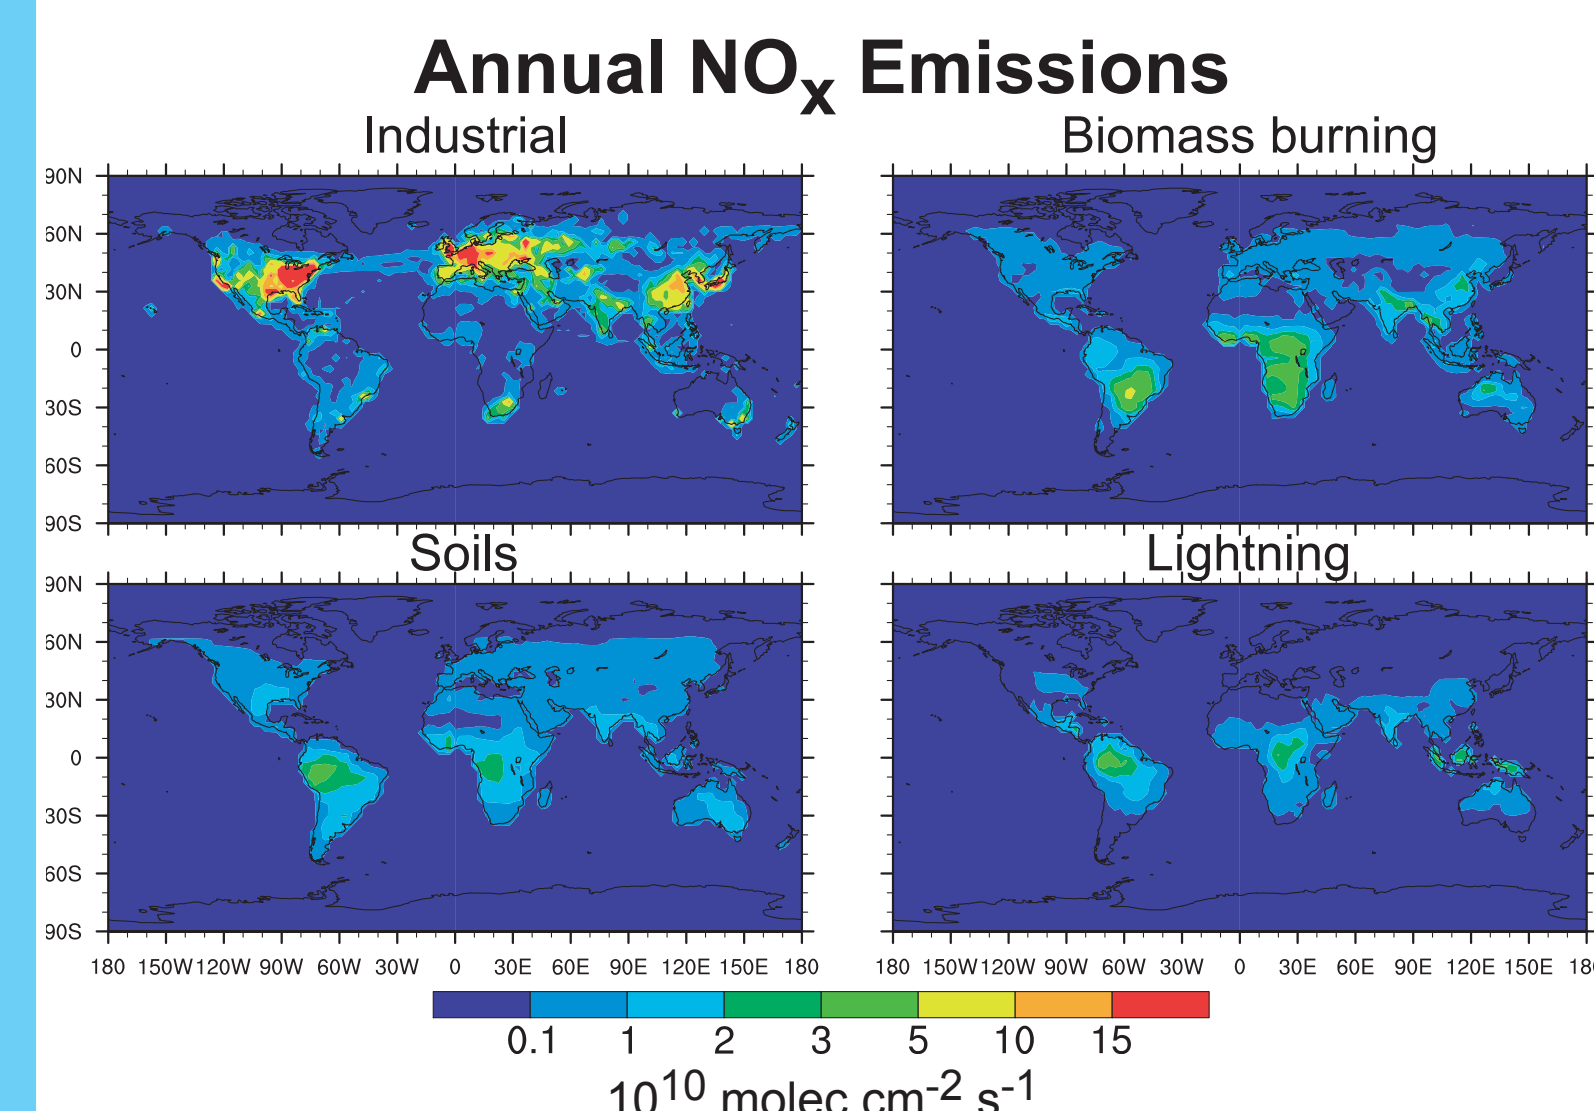 Annual NOx Emissions
Industrial
Biomass burning
90N
60N
30N
0
30S
60S
90S
Soils
Lightning
90N
60N
30N
0
30S
60S
90S
180 150W 120W 90W 60W 30W 0 30E 60E 90E 120E 150E 180
180 150W 120W 90W 60W 30W 0 30E 60E 90E 120E 150E 18
0.1 1 2 3 5 10 15
10^10 molec cm^-2 s^-1